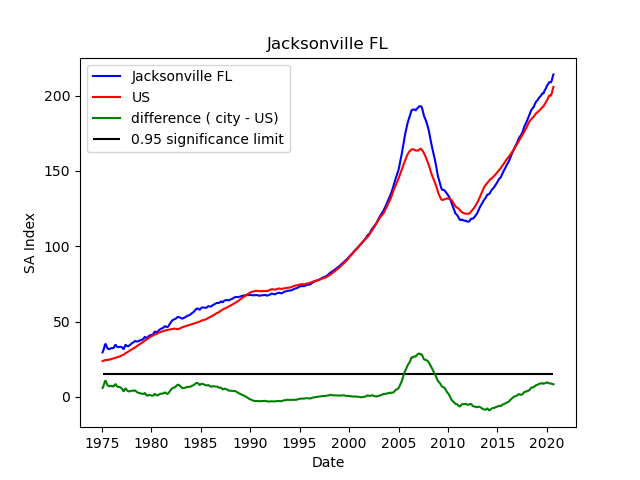 Jacksonville FL
Jacksonville FL
US
difference ( city - US)
0.95 significance limit
SA Index
200
150
100
50
0
1975 1980 1985 1990 1995 2000 2005 2010 2015 2020
Date